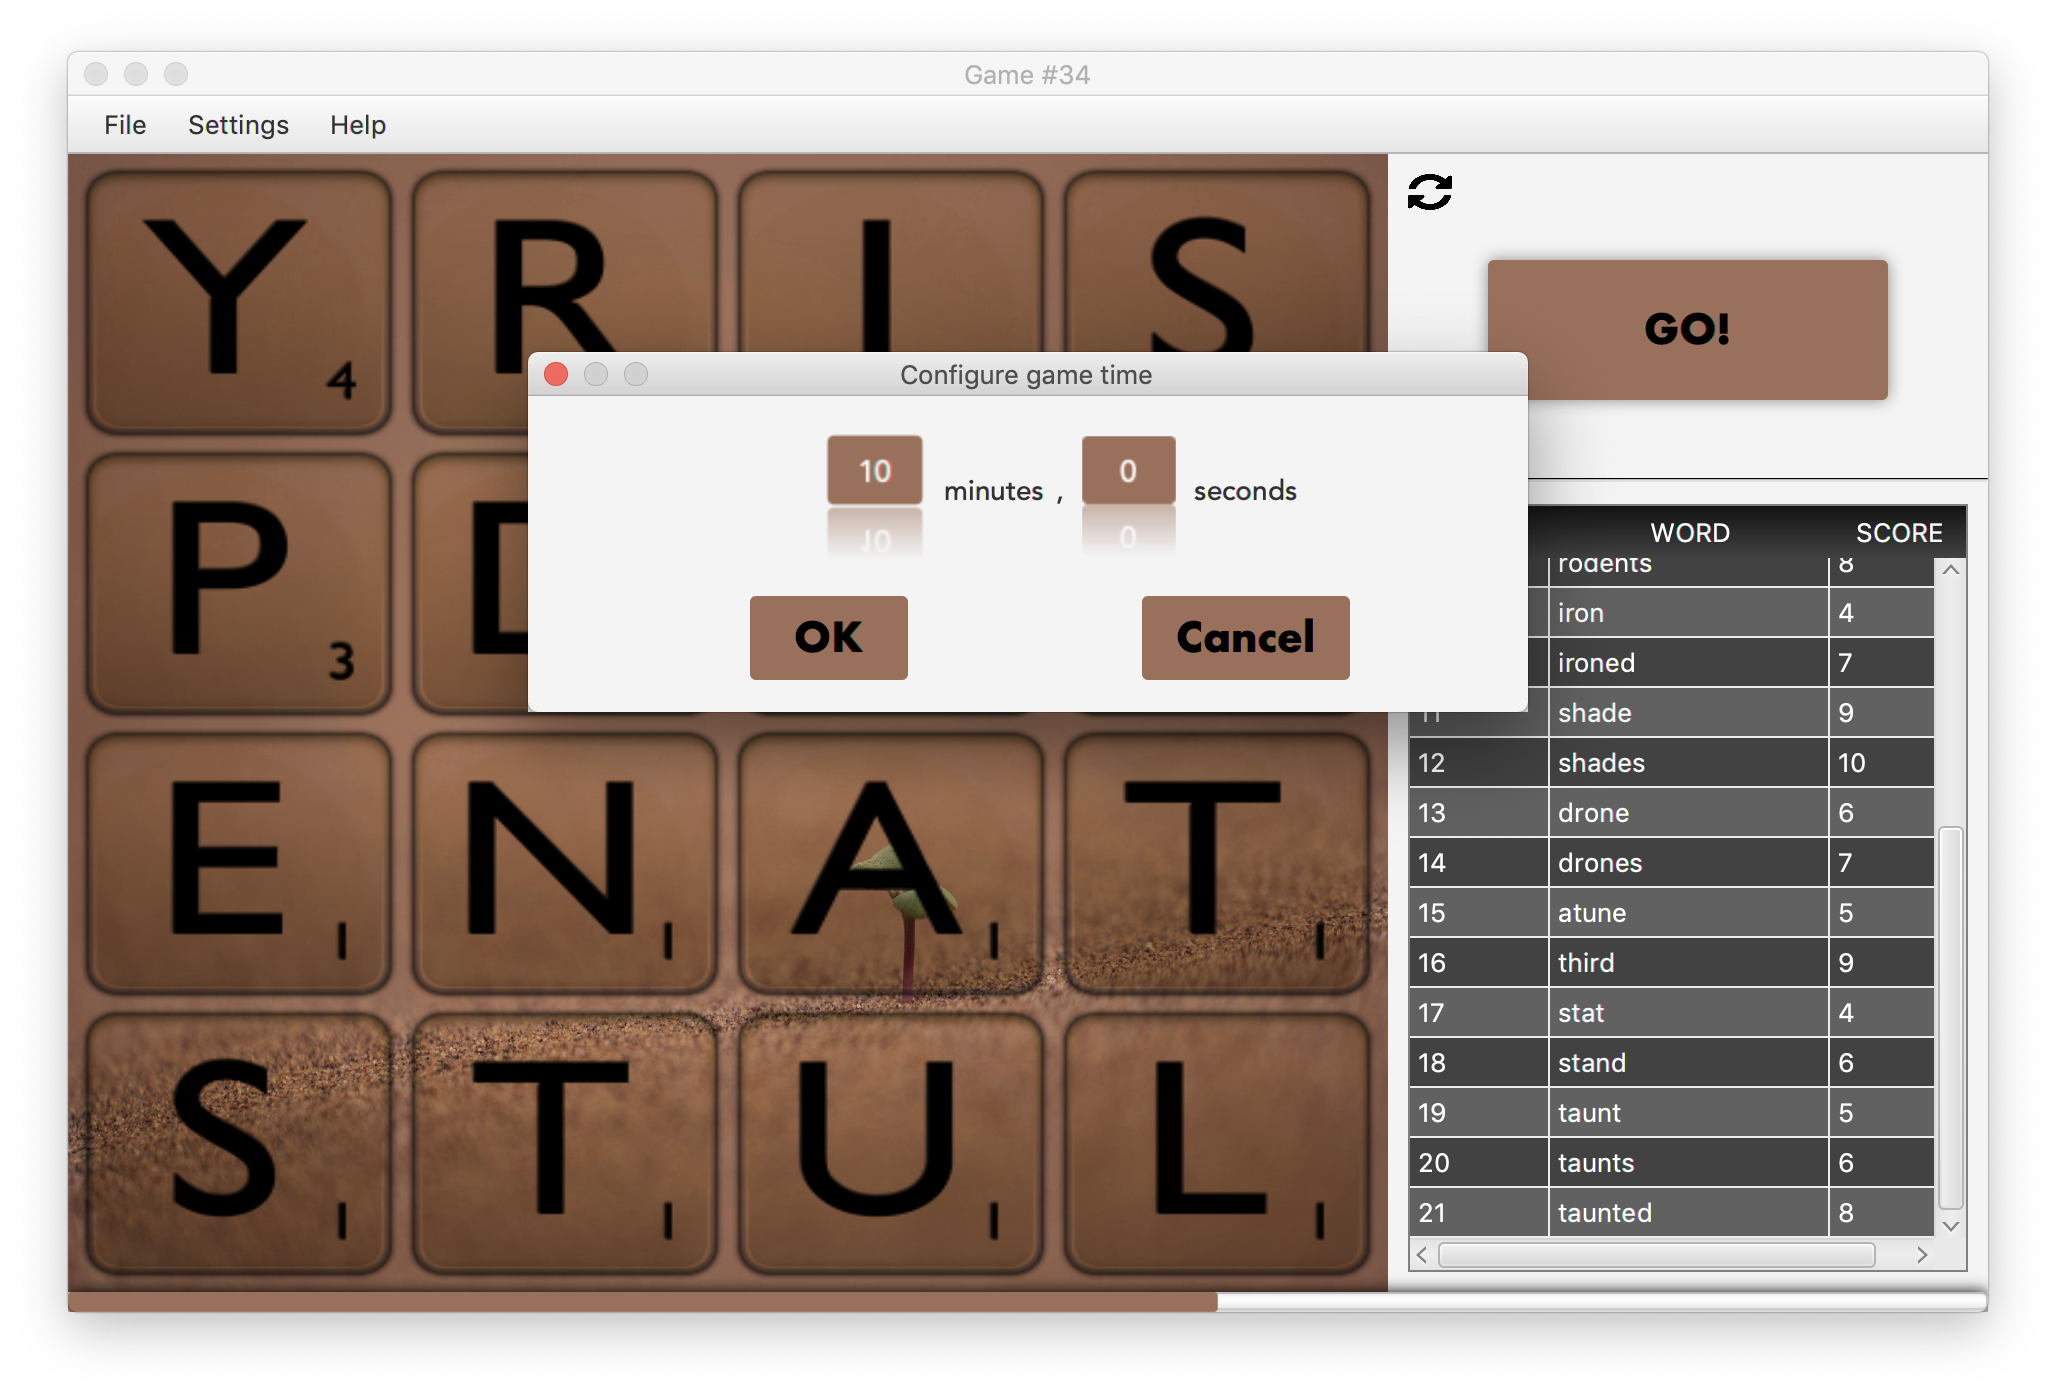 Game #34
File Settings Help
Y R I S
4
GO!
Configure game time
10 minutes , 0 seconds
OK Cancel
P
3
WORD SCORE
rodents 8
iron 4
ironed 7
11 shade 9
12 shades 10
13 drone 6
14 drones 7
15 atune 5
16 third 9
17 stat 4
18 stand 6
19 taunt 5
20 taunts 6
21 taunted 8
E N A T
1 1 1 1
S T U L
1 1 1 1